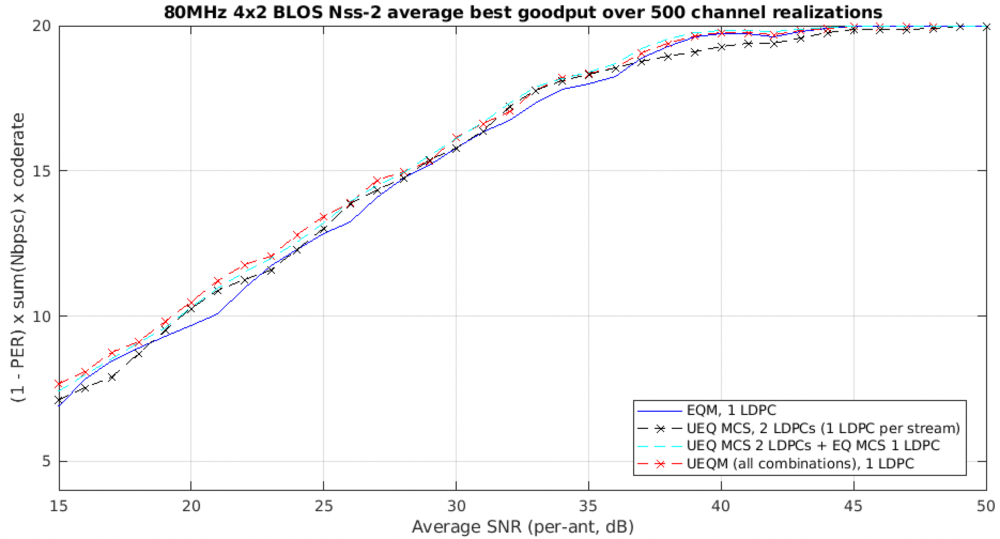 80MHz 4x2 BLOS Nss-2 average best goodput over 500 channel realizations
(1 - PER) x sum(Nbpsc) x coderate
20
15
10
5
EQM, 1 LDPC
UEQ MCS, 2 LDPCs (1 LDPC per stream)
UEQ MCS 2 LDPCs + EQ MCS 1 LDPC
UEQM (all combinations), 1 LDPC
15 20 25 30 35 40 45 50
Average SNR (per-ant, dB)